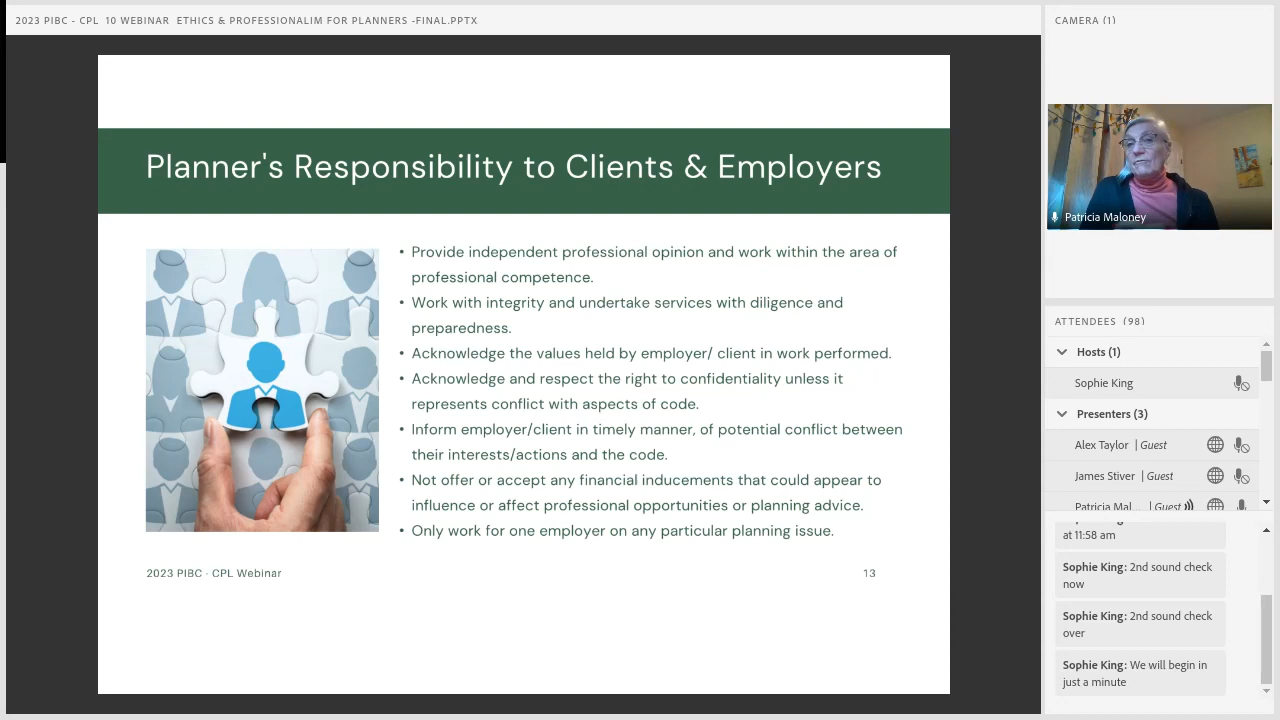 2023 PIBC - CPL 10 WEBINAR ETHICS & PROFESSIONALIM FOR PLANNERS -FINAL.PPTX
Planner's Responsibility to Clients & Employers
• Provide independent professional opinion and work within the area of
professional competence.
• Work with integrity and undertake services with diligence and
preparedness.
• Acknowledge the values held by employer/ client in work performed.
• Acknowledge and respect the right to confidentiality unless it
represents conflict with aspects of code.
• Inform employer/client in timely manner, of potential conflict between
their interests/actions and the code.
• Not offer or accept any financial inducements that could appear to
influence or affect professional opportunities or planning advice.
• Only work for one employer on any particular planning issue.
2023 PIBC · CPL Webinar
13
CAMERA (1)
Patricia Maloney
ATTENDEES (98)
Hosts (1)
Sophie King
Presenters (3)
Alex Taylor | Guest
James Stiver | Guest
Patricia Mal... | Guest
at 11:58 am
Sophie King: 2nd sound check
now
Sophie King: 2nd sound check
over
Sophie King: We will begin in
just a minute